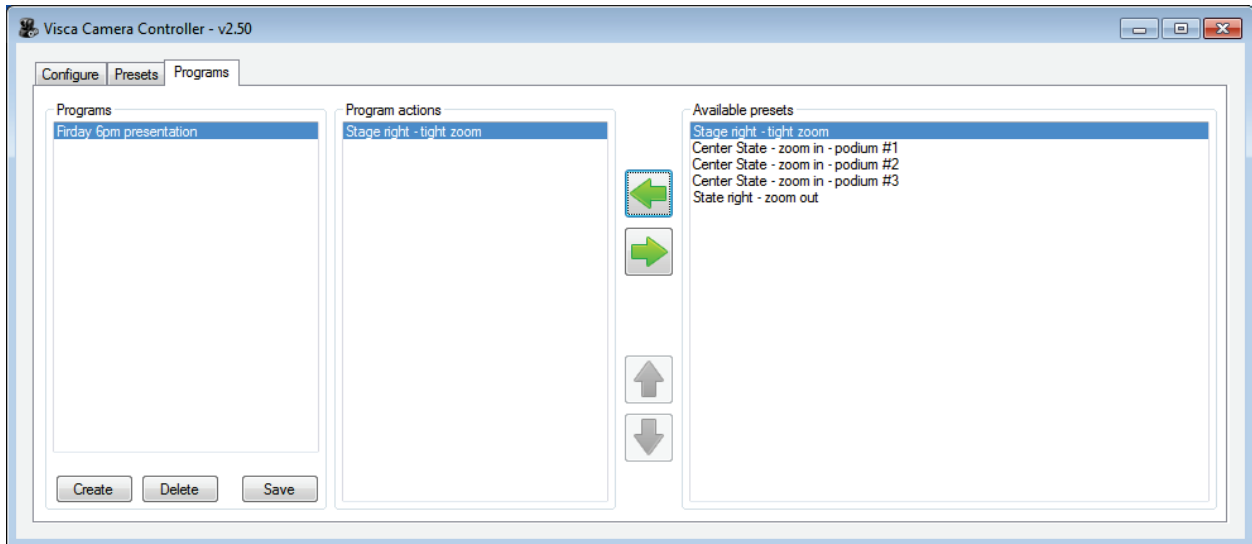 Visca Camera Controller - v2.50
Configure
Presets
Programs
Programs
Firday 6pm presentation
Create
Delete
Save
Program actions
Stage right - tight zoom
Available presets
Stage right - tight zoom
Center State - zoom in - podium #1
Center State - zoom in - podium #2
Center State - zoom in - podium #3
State right - zoom out